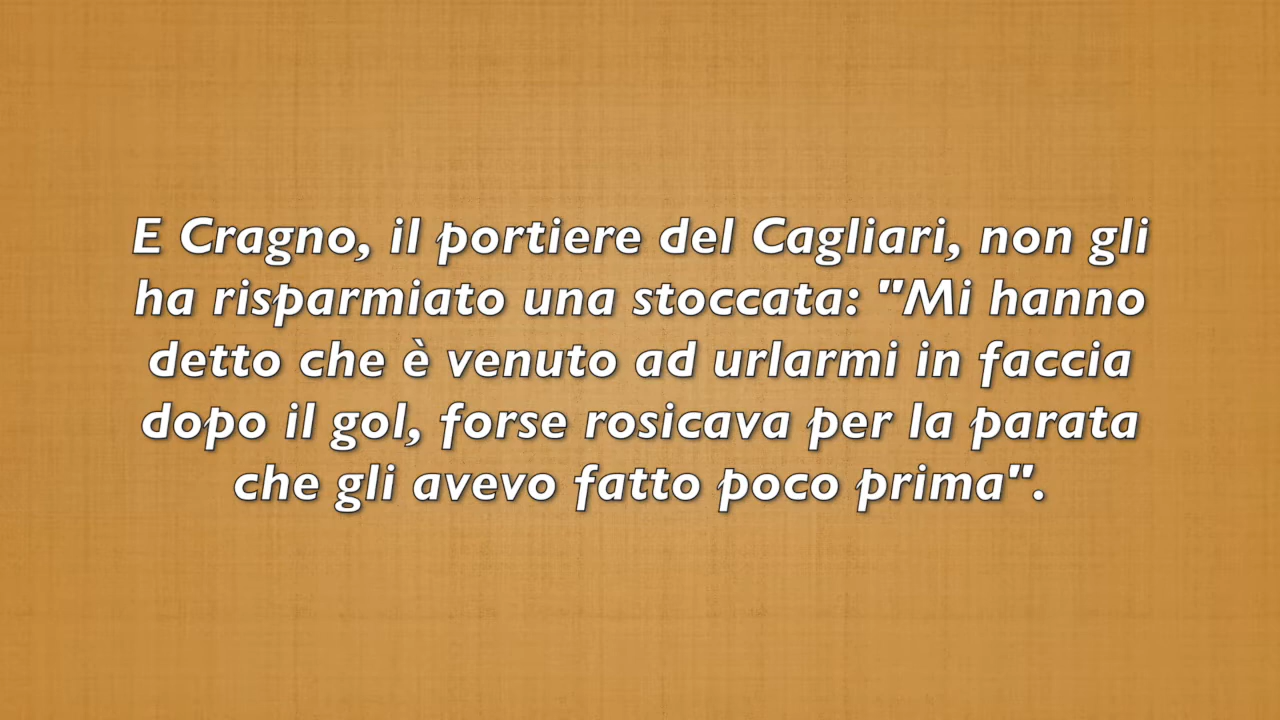 E Cragno, il portiere del Cagliari, non gli
ha risparmiato una stoccata: "Mi hanno
detto che è venuto ad urlarmi in faccia
dopo il gol, forse rosicava per la parata
che gli avevo fatto poco prima".